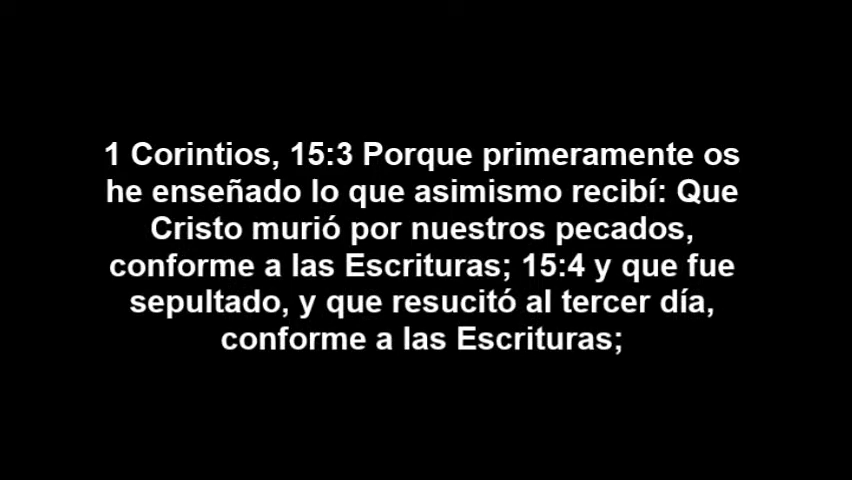 1 Corintios, 15:3 Porque primeramente os
he enseñado lo que asimismo recibí: Que
Cristo murió por nuestros pecados,
conforme a las Escrituras; 15:4 y que fue
sepultado, y que resucitó al tercer día,
conforme a las Escrituras;